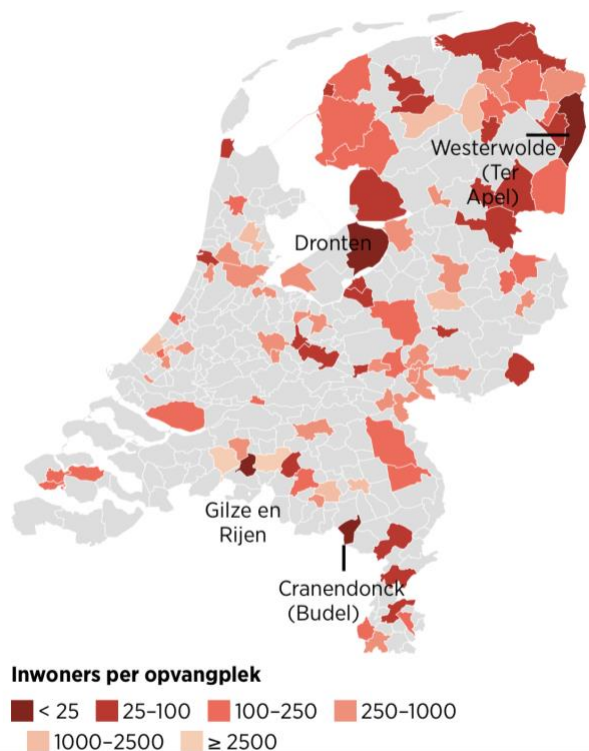 Westerwolde
(Ter
Apel)
Dronten
Gilze en
Rijen
Cranendonck
(Budel)
Inwoners per opvangplek
< 25 25–100 100–250 250–1000
1000–2500 ≥ 2500